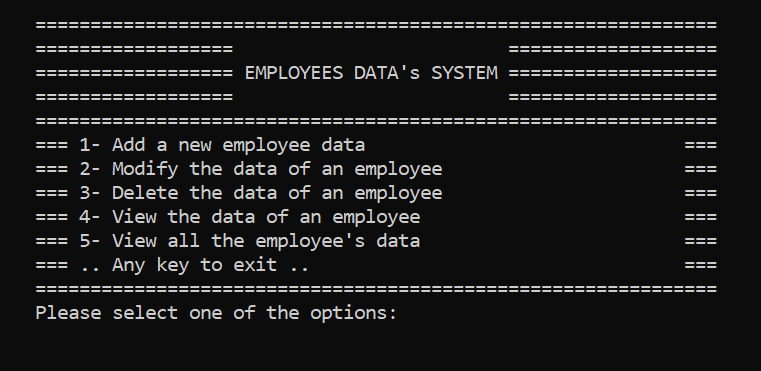 ==============================================================
==================                         ===================
================== EMPLOYEES DATA's SYSTEM ===================
==================                         ===================
==============================================================
=== 1- Add a new employee data                             ===
=== 2- Modify the data of an employee                      ===
=== 3- Delete the data of an employee                      ===
=== 4- View the data of an employee                        ===
=== 5- View all the employee's data                        ===
=== .. Any key to exit ..                                  ===
==============================================================
Please select one of the options: